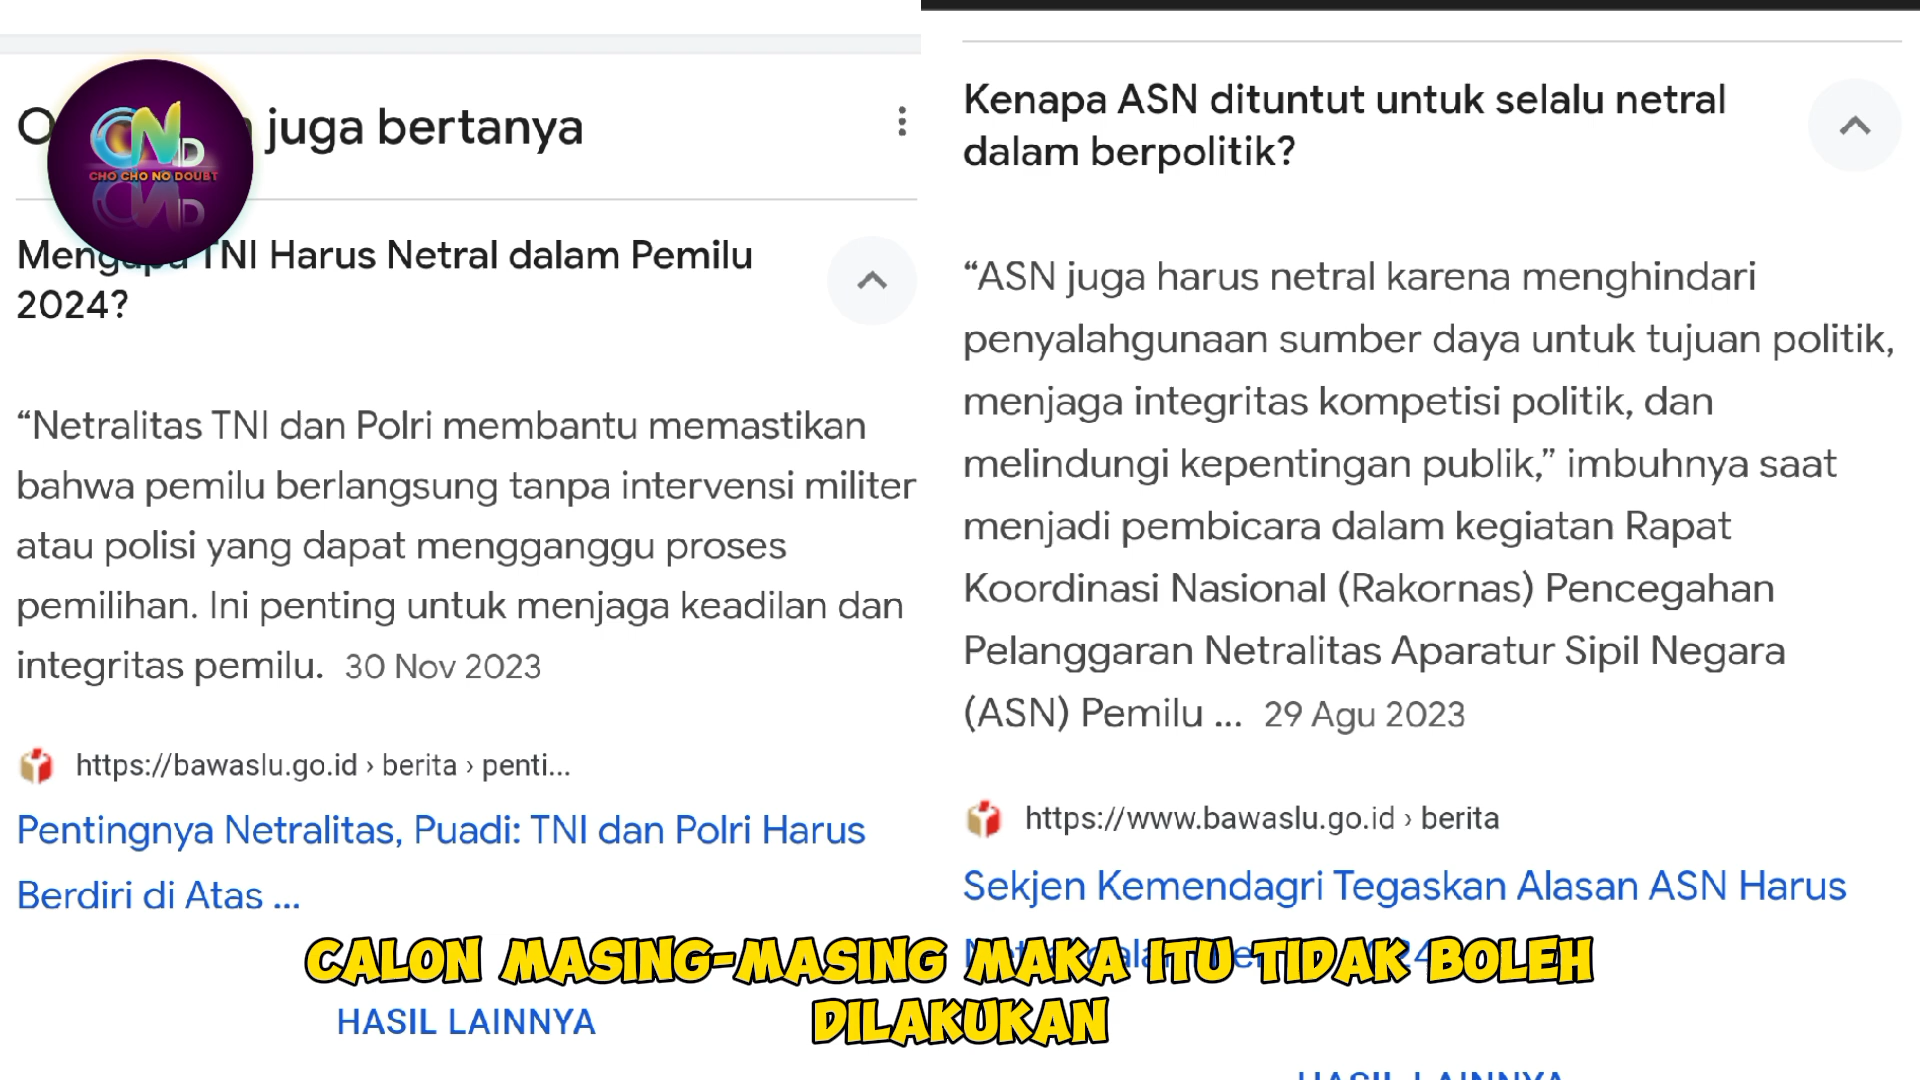 juga bertanya
CND
CHO CHO NO DOUBT
Mengapa TNI Harus Netral dalam Pemilu
2024?
“Netralitas TNI dan Polri membantu memastikan
bahwa pemilu berlangsung tanpa intervensi militer
atau polisi yang dapat mengganggu proses
pemilihan. Ini penting untuk menjaga keadilan dan
integritas pemilu. 30 Nov 2023
https://bawaslu.go.id › berita › penti...
Pentingnya Netralitas, Puadi: TNI dan Polri Harus
Berdiri di Atas ...
HASIL LAINNYA
Kenapa ASN dituntut untuk selalu netral
dalam berpolitik?
“ASN juga harus netral karena menghindari
penyalahgunaan sumber daya untuk tujuan politik,
menjaga integritas kompetisi politik, dan
melindungi kepentingan publik,” imbuhnya saat
menjadi pembicara dalam kegiatan Rapat
Koordinasi Nasional (Rakornas) Pencegahan
Pelanggaran Netralitas Aparatur Sipil Negara
(ASN) Pemilu ... 29 Agu 2023
https://www.bawaslu.go.id › berita
Sekjen Kemendagri Tegaskan Alasan ASN Harus
HASIL LAINNYA
CALON MASING-MASING MAKA ITU TIDAK BOLEH
DILAKUKAN